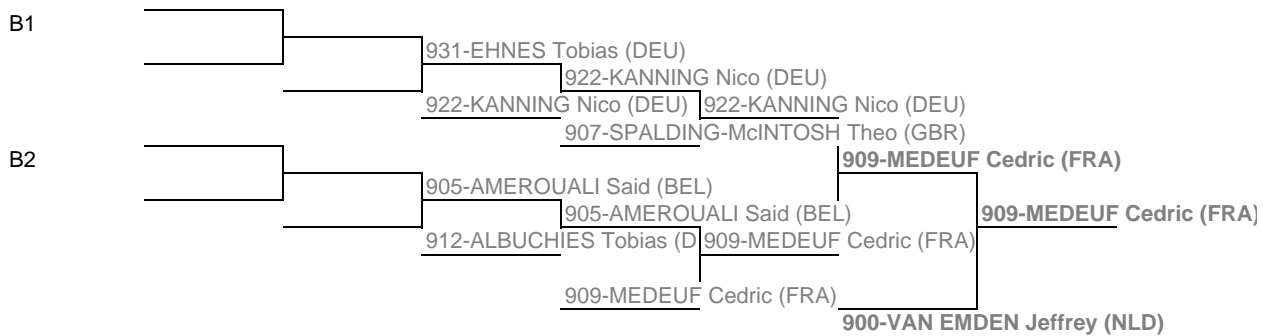 B1
931-EHNES Tobias (DEU)
922-KANNING Nico (DEU)
922-KANNING Nico (DEU) 922-KANNING Nico (DEU)
907-SPALDING-McINTOSH Theo (GBR)
B2
909-MEDEUF Cedric (FRA)
905-AMEROUALI Said (BEL)
905-AMEROUALI Said (BEL) 909-MEDEUF Cedric (FRA)
912-ALBUCHIES Tobias (D 909-MEDEUF Cedric (FRA)
909-MEDEUF Cedric (FRA)
900-VAN EMDEN Jeffrey (NLD)